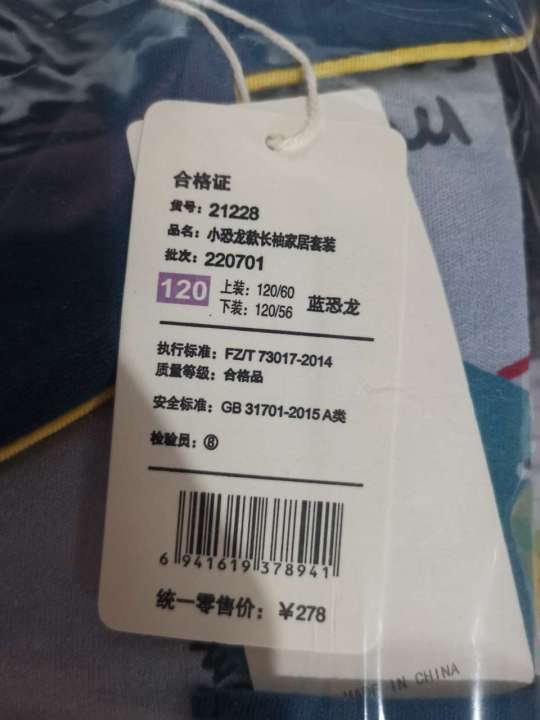 合格证
货号：21228
品名：小恐龙款长袖家居套装
批次：220701
120 上装：120/60 蓝恐龙
下装：120/56
执行标准：FZ/T 73017-2014
质量等级：合格品
安全标准：GB 31701-2015 A类
检验员：⑧
6 941619 378941
统一零售价：￥278
MADE IN CHINA